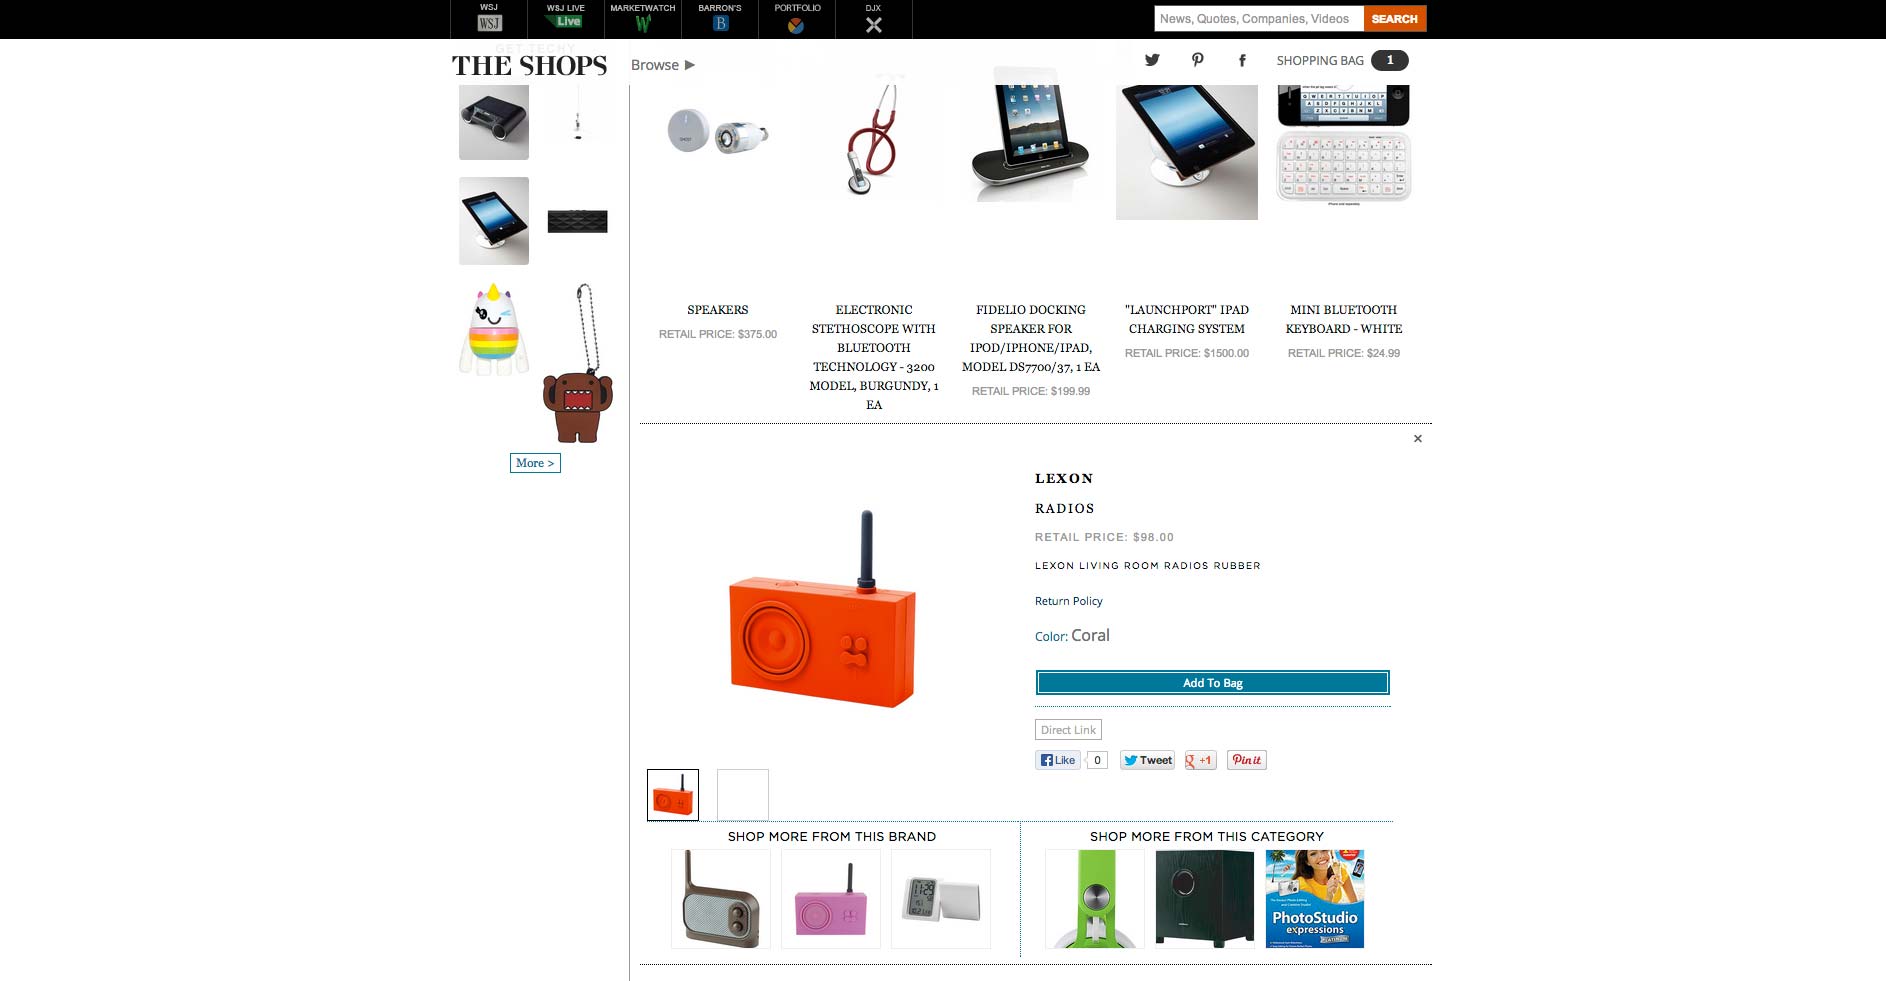 WSJ
WSJ
WSJ LIVE
Live
MARKETWATCH
BARRON'S
B
PORTFOLIO
DJX
News, Quotes, Companies, Videos
SEARCH
GET TECHY
THE SHOPS
Browse ▶
SHOPPING BAG
1
SPEAKERS
RETAIL PRICE: $375.00
ELECTRONIC
STETHOSCOPE WITH
BLUETOOTH
TECHNOLOGY - 3200
MODEL, BURGUNDY, 1
EA
FIDELIO DOCKING
SPEAKER FOR
IPOD/IPHONE/IPAD,
MODEL DS7700/37, 1 EA
RETAIL PRICE: $199.99
"LAUNCHPORT" IPAD
CHARGING SYSTEM
RETAIL PRICE: $1500.00
MINI BLUETOOTH
KEYBOARD - WHITE
RETAIL PRICE: $24.99
More >
×
LEXON
RADIOS
RETAIL PRICE: $98.00
LEXON LIVING ROOM RADIOS RUBBER
Return Policy
Color: Coral
Add To Bag
Direct Link
Like
0
Tweet
+1
Pin it
SHOP MORE FROM THIS BRAND
SHOP MORE FROM THIS CATEGORY
11:29
PhotoStudio
expressions
PLATINUM